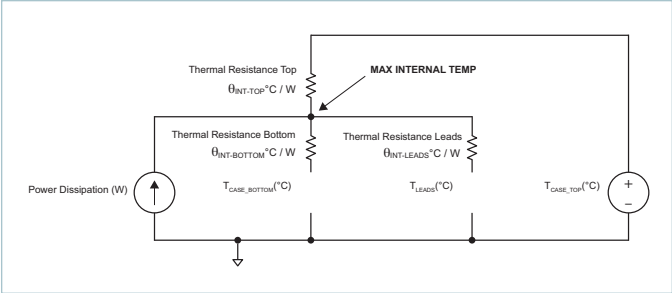 Thermal Resistance Top
θINT-TOP°C / W
MAX INTERNAL TEMP
Thermal Resistance Bottom
θINT-BOTTOM°C / W
Thermal Resistance Leads
θINT-LEADS°C / W
Power Dissipation (W)
TCASE_BOTTOM(°C)
TLEADS(°C)
TCASE_TOP(°C)
+
–